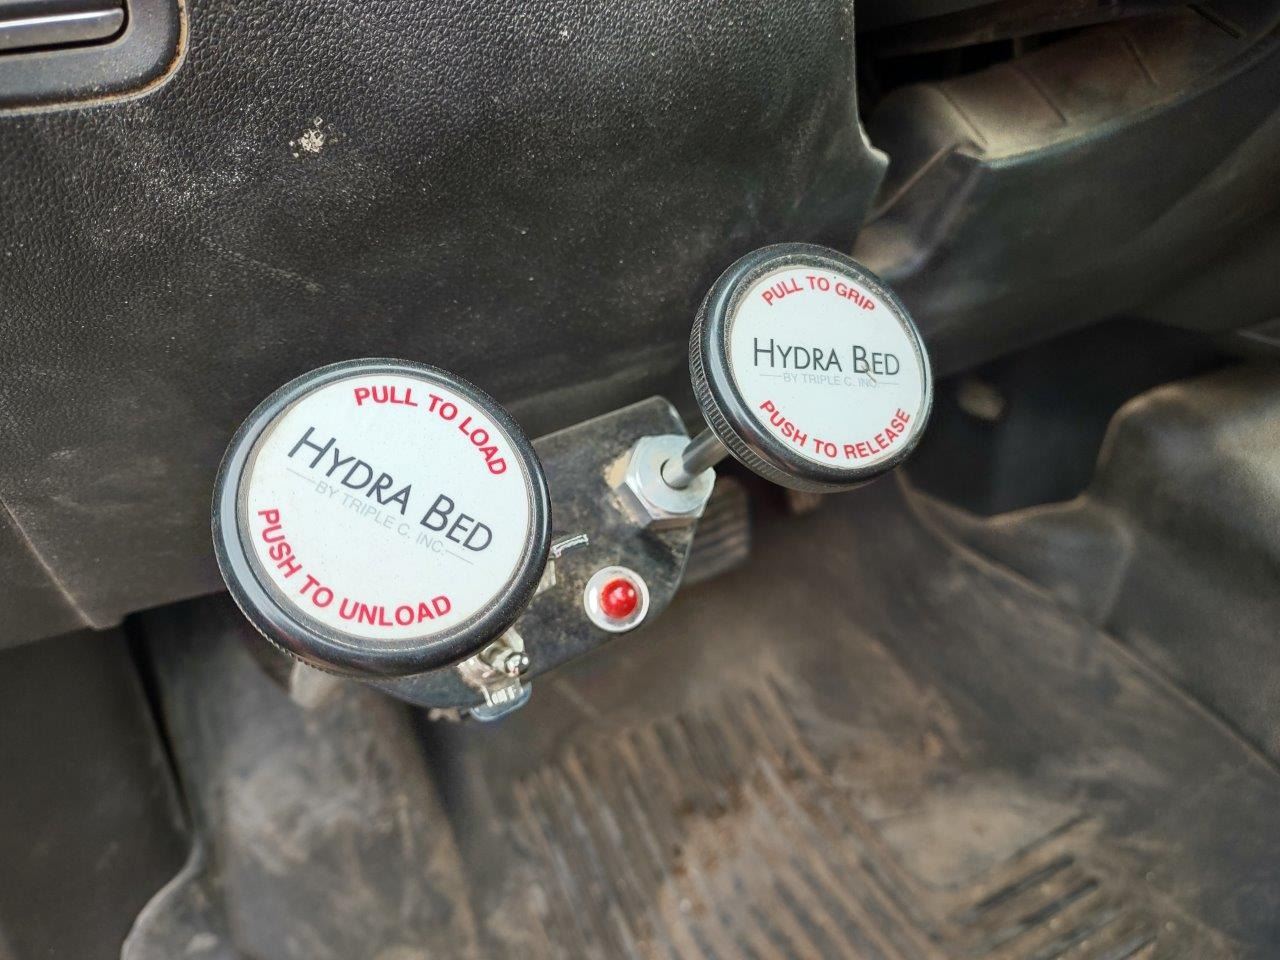 PULL TO LOAD
HYDRA BED
BY TRIPLE C. INC.
PUSH TO UNLOAD
PULL TO GRIP
HYDRA BED
BY TRIPLE C. INC.
PUSH TO RELEASE